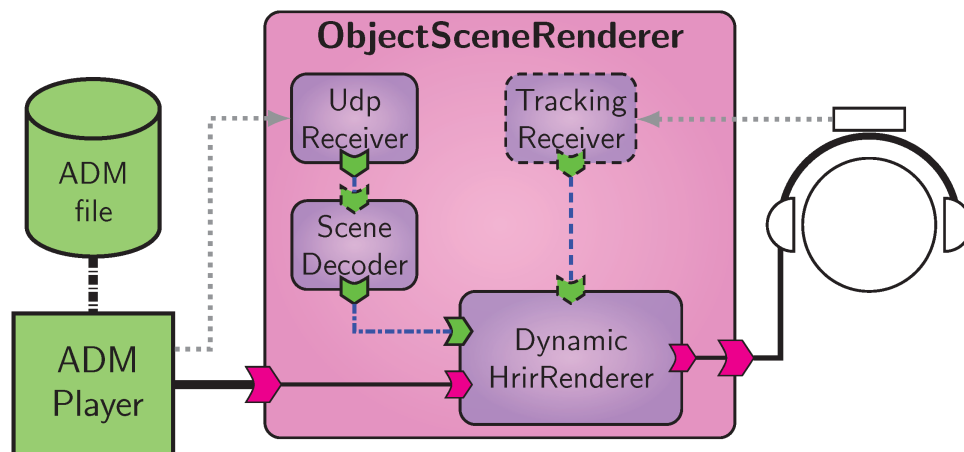 ObjectSceneRenderer
Udp
Receiver
Tracking
Receiver
ADM
file
Scene
Decoder
ADM
Player
Dynamic
HrirRenderer